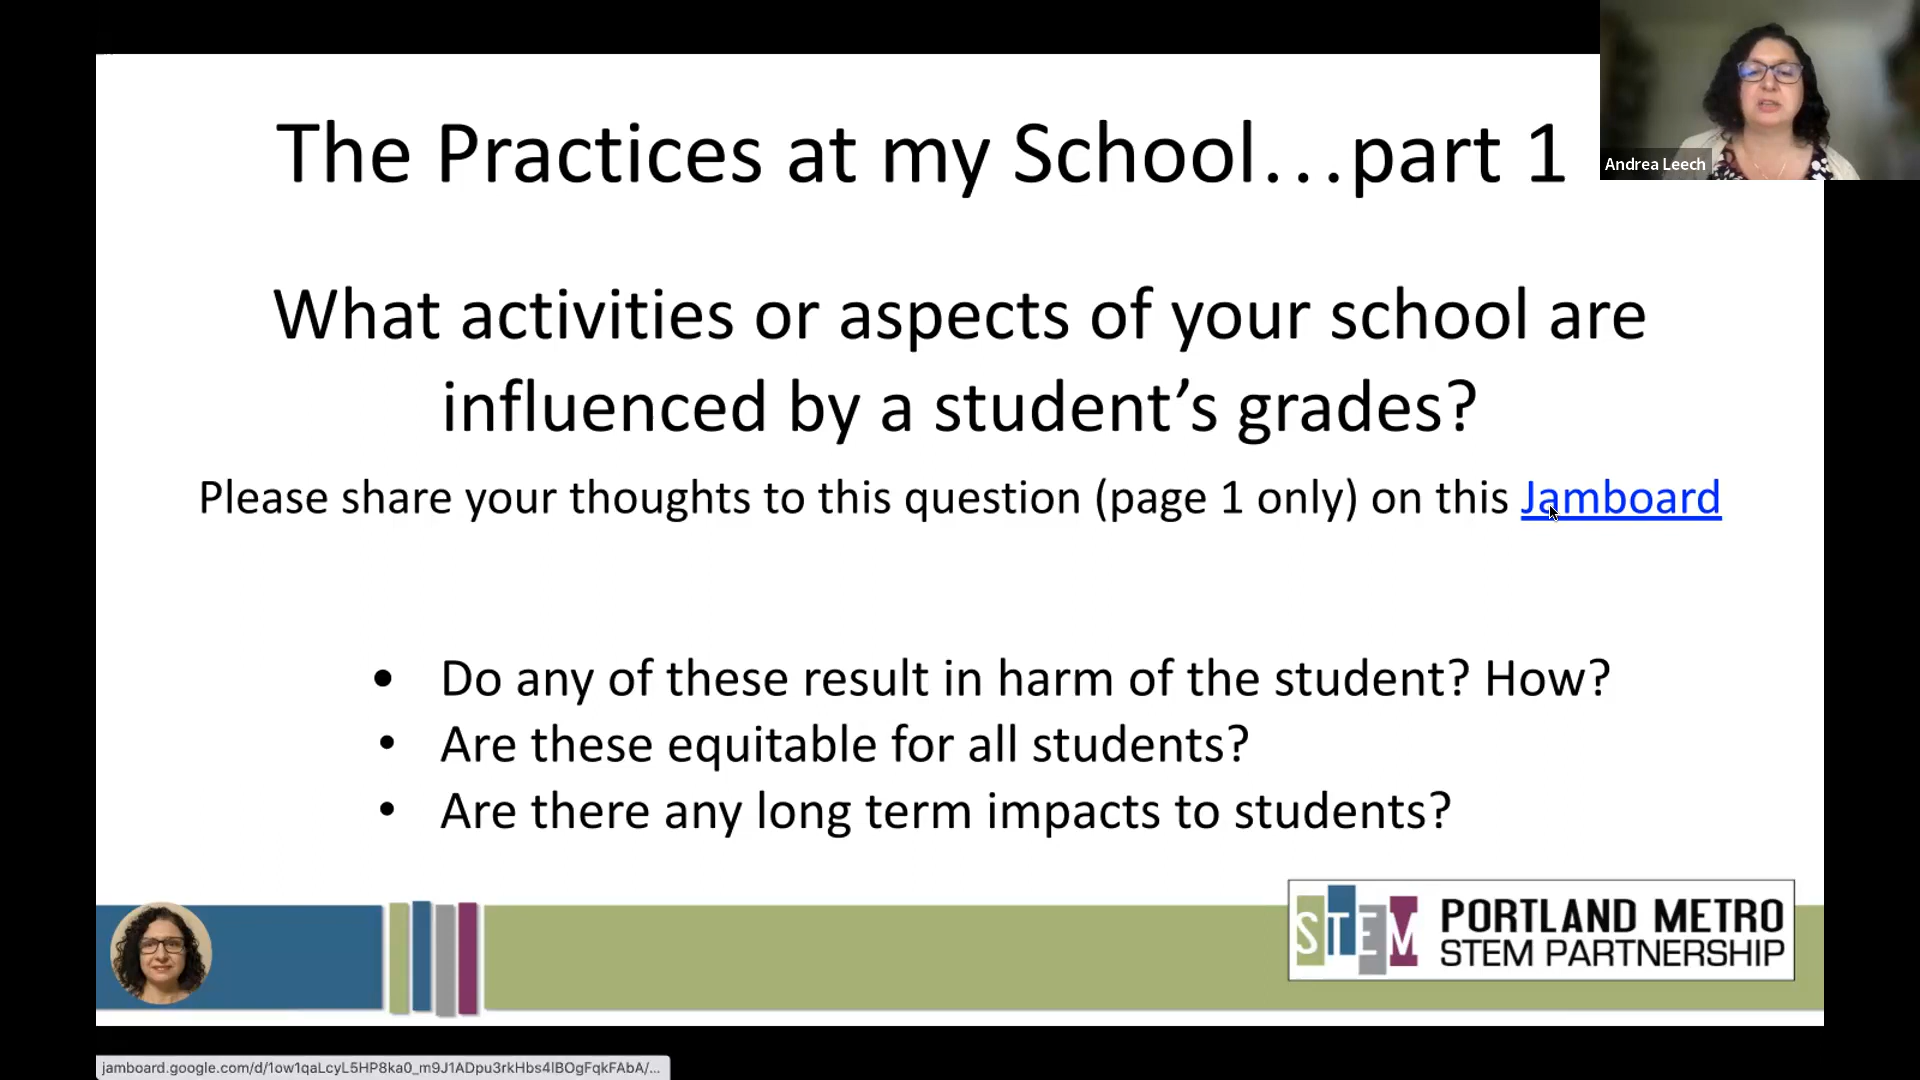 The Practices at my School…part 1
Andrea Leech
What activities or aspects of your school are
influenced by a student’s grades?
Please share your thoughts to this question (page 1 only) on this Jamboard
• Do any of these result in harm of the student? How?
• Are these equitable for all students?
• Are there any long term impacts to students?
STEM PORTLAND METRO
STEM PARTNERSHIP
jamboard.google.com/d/1ow1qaLcyL5HP8ka0_m9J1ADpu3rkHbs4IBOgFqkFAbA/...